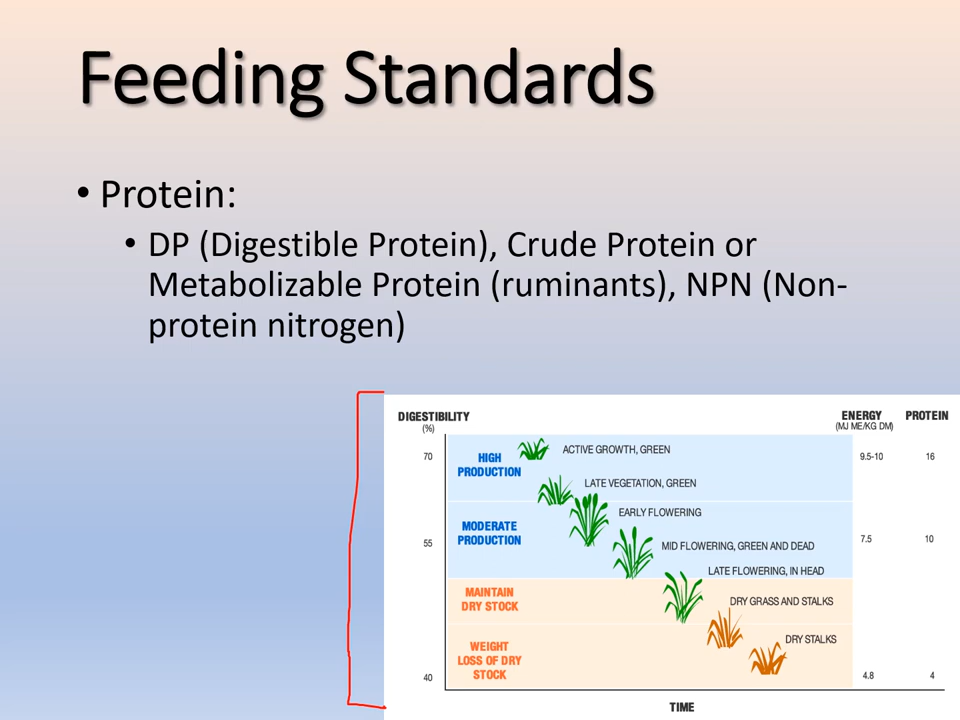 Feeding Standards
• Protein:
• DP (Digestible Protein), Crude Protein or
Metabolizable Protein (ruminants), NPN (Non-
protein nitrogen)
DIGESTIBILITY
(%)
ENERGY
(MJ ME/KG DM)
PROTEIN
70
HIGH
PRODUCTION
ACTIVE GROWTH, GREEN
9.5-10
16
LATE VEGETATION, GREEN
EARLY FLOWERING
55
MODERATE
PRODUCTION
MID FLOWERING, GREEN AND DEAD
7.5
10
LATE FLOWERING, IN HEAD
MAINTAIN
DRY STOCK
DRY GRASS AND STALKS
WEIGHT
LOSS OF DRY
STOCK
DRY STALKS
40
4.8
4
TIME